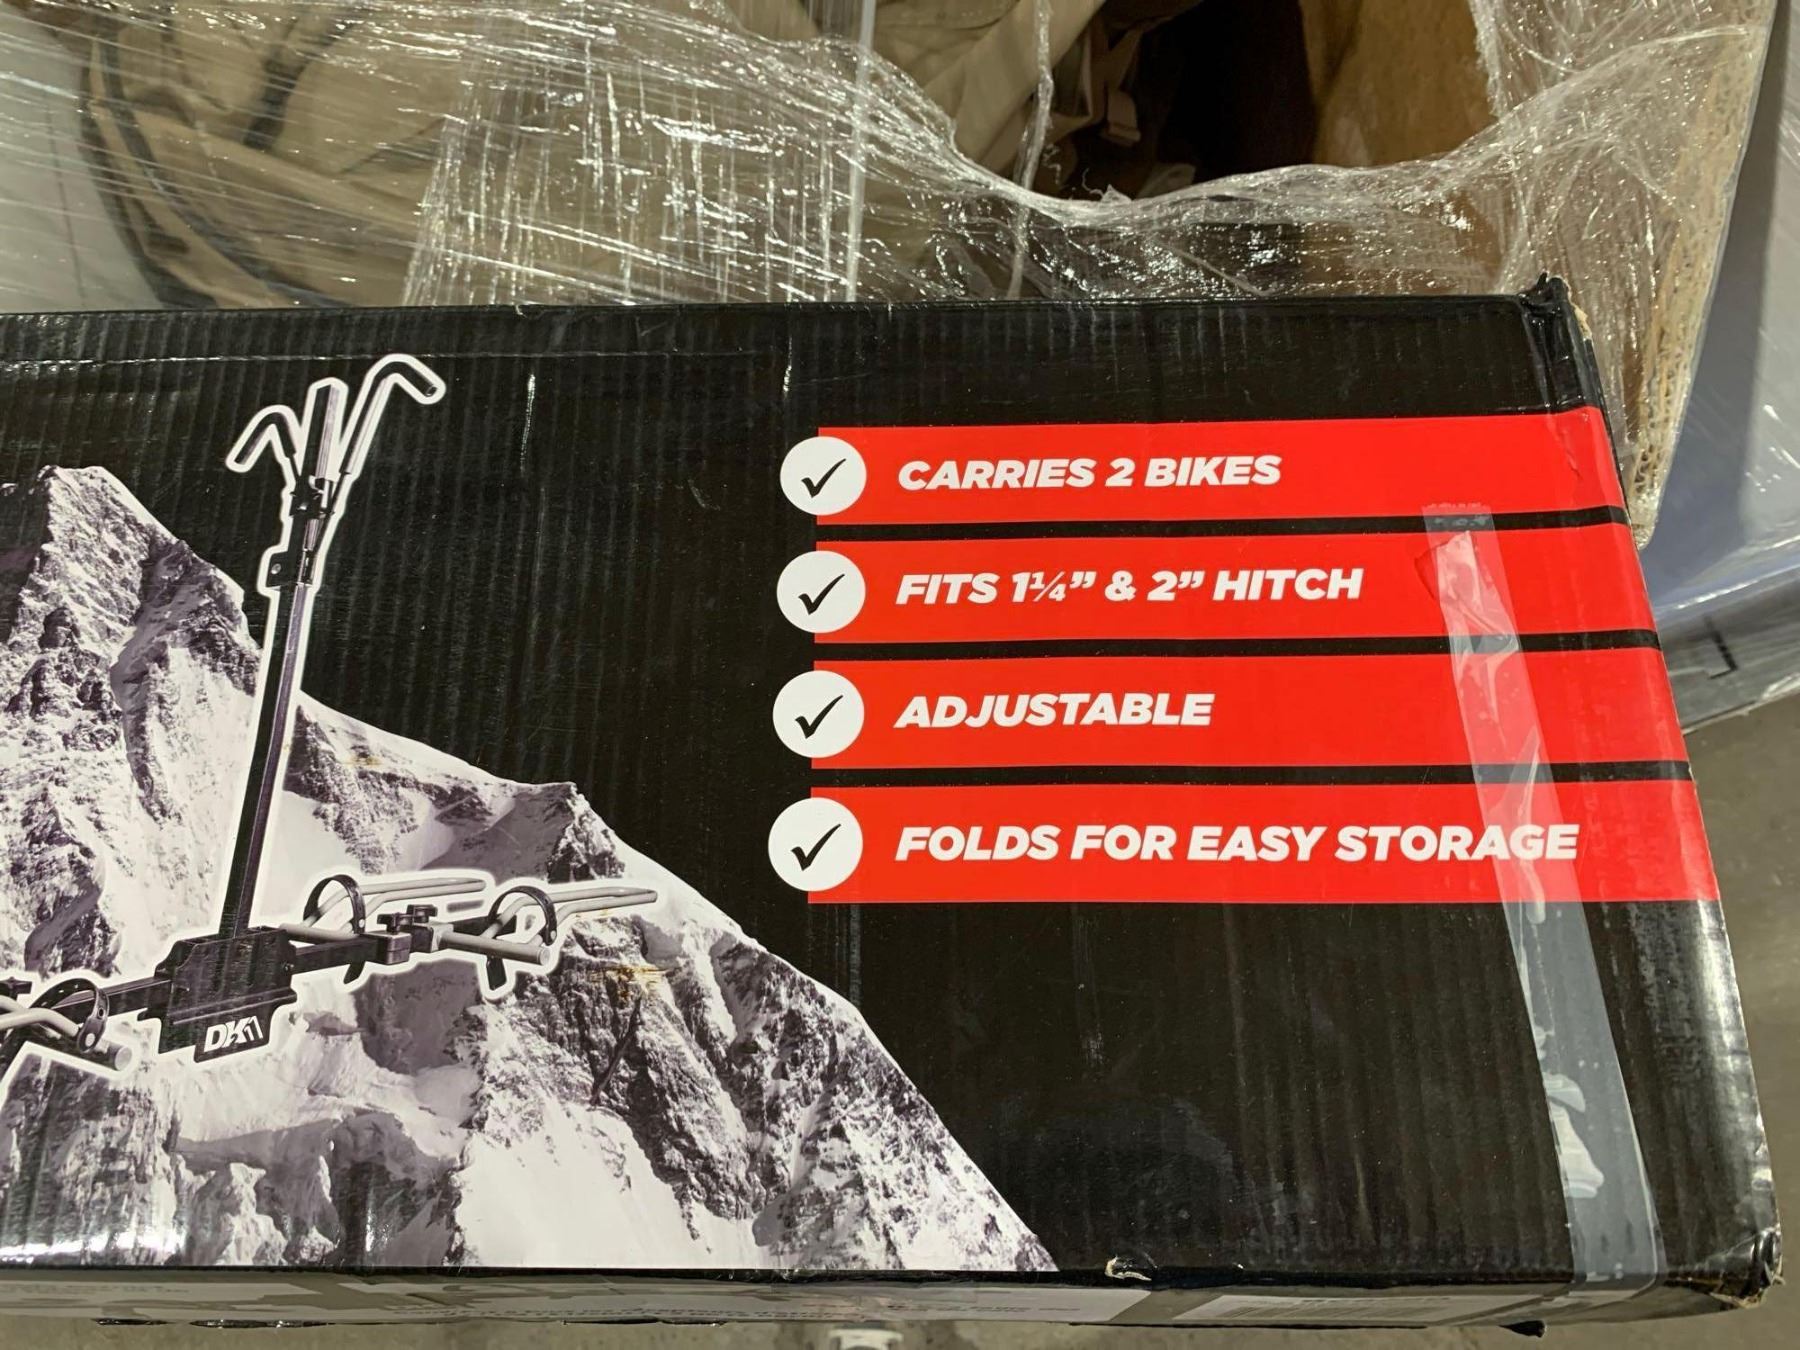 CARRIES 2 BIKES
FITS 1¼” & 2” HITCH
ADJUSTABLE
FOLDS FOR EASY STORAGE
DK